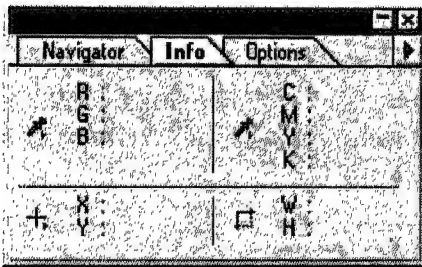 Navigator Info Options
R :
G :
B :
C :
M :
Y :
K :
X :
Y :
W :
H :